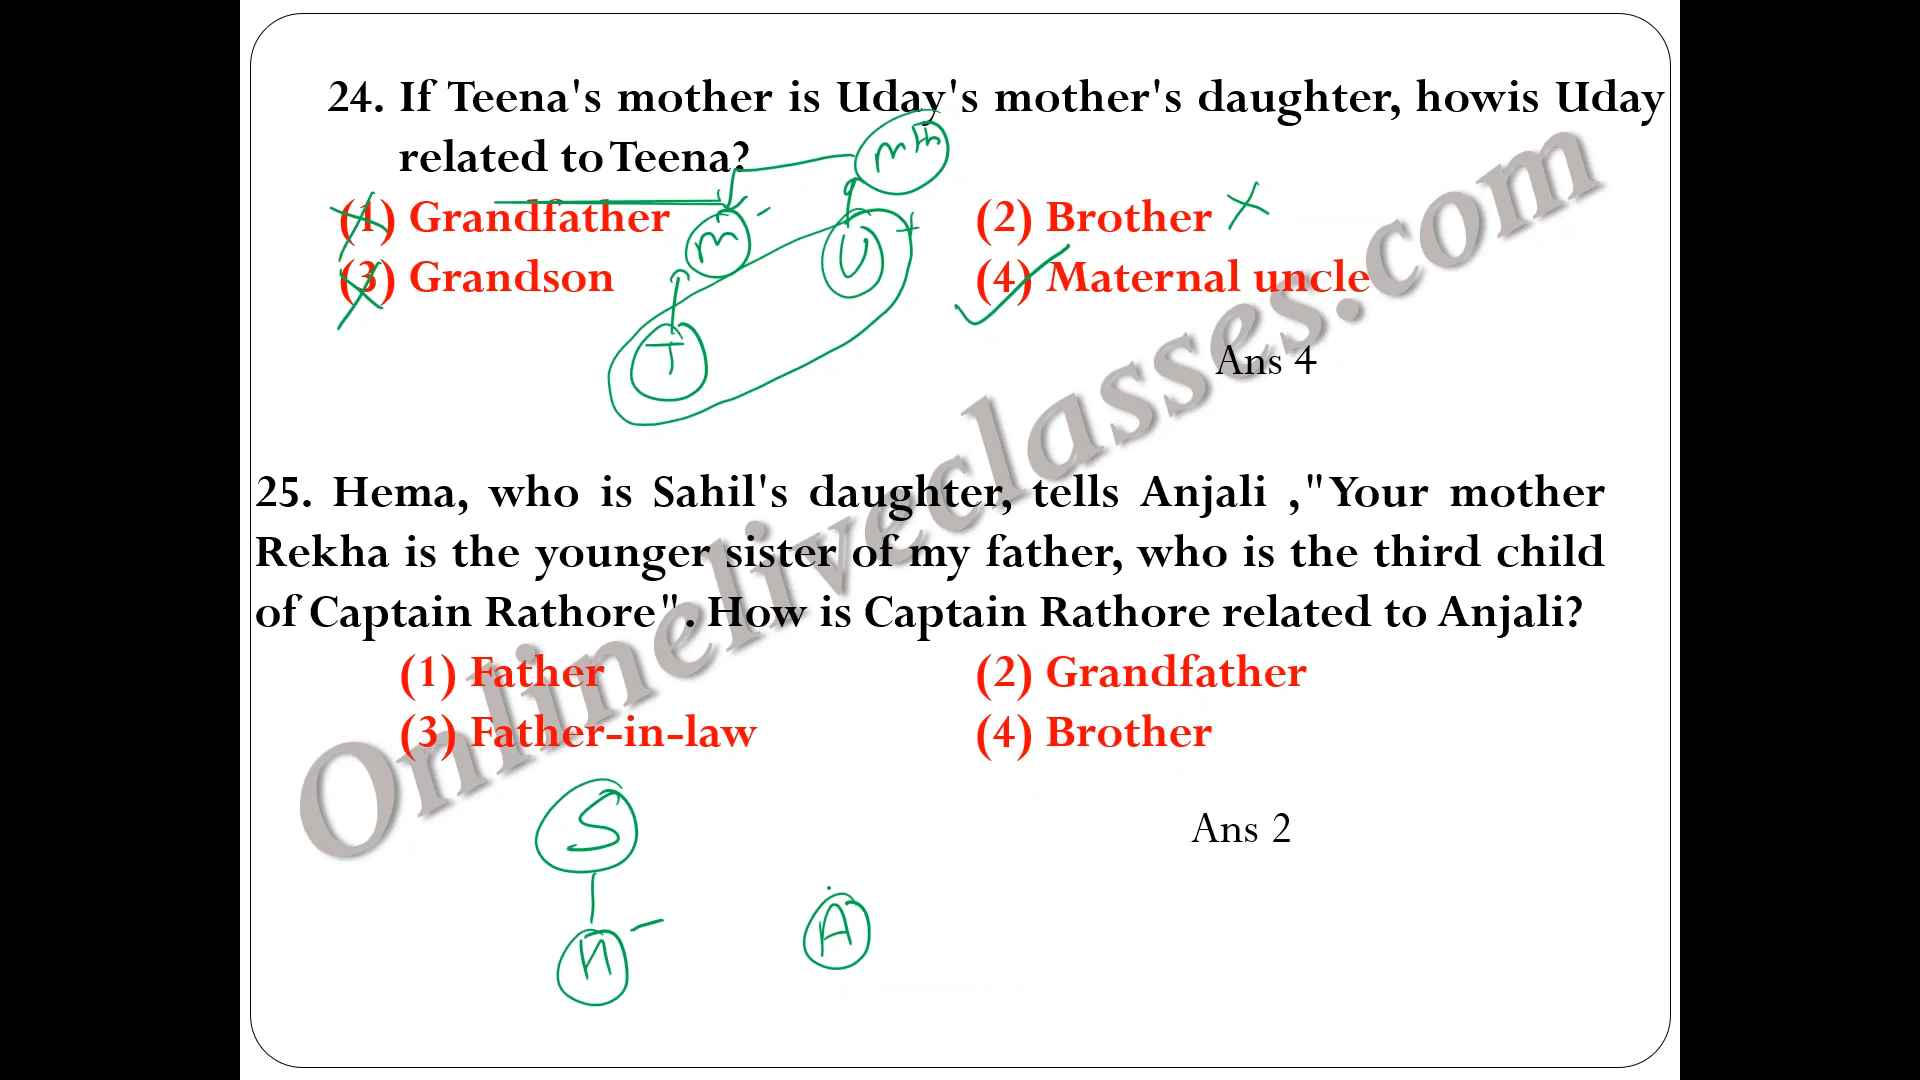 24. If Teena's mother is Uday's mother's daughter, howis Uday
related to Teena?
(1) Grandfather (2) Brother
(3) Grandson (4) Maternal uncle
Ans 4
25. Hema, who is Sahil's daughter, tells Anjali ,"Your mother
Rekha is the younger sister of my father, who is the third child
of Captain Rathore". How is Captain Rathore related to Anjali?
(1) Father (2) Grandfather
(3) Father-in-law (4) Brother
Ans 2
Onlineliveclasses.com
m
U
T
S
A